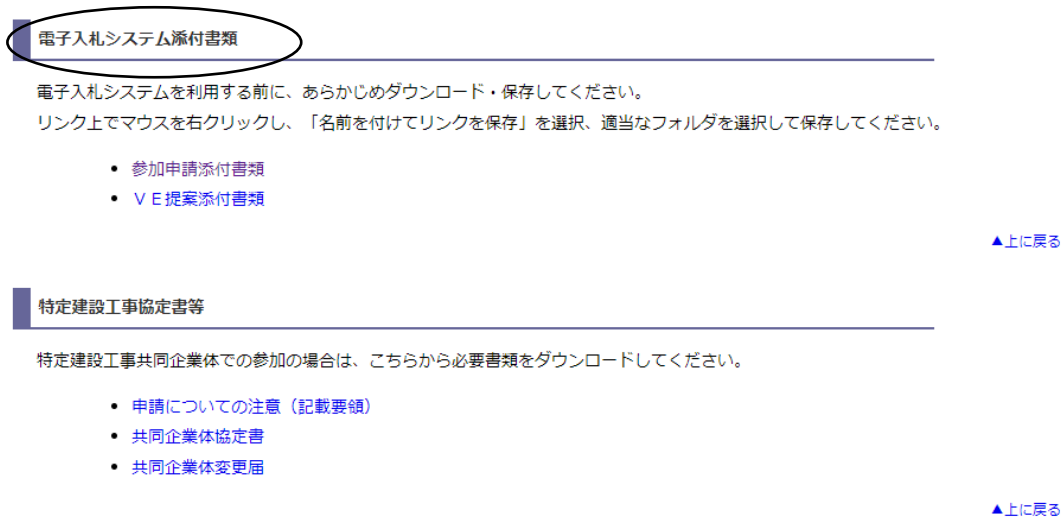 電子入札システム添付書類
電子入札システムを利用する前に、あらかじめダウンロード・保存してください。
リンク上でマウスを右クリックし、「名前を付けてリンクを保存」を選択、適当なフォルダを選択して保存してください。
• 参加申請添付書類
• ＶＥ提案添付書類
▲上に戻る
特定建設工事協定書等
特定建設工事共同企業体での参加の場合は、こちらから必要書類をダウンロードしてください。
• 申請についての注意（記載要領）
• 共同企業体協定書
• 共同企業体変更届
▲上に戻る